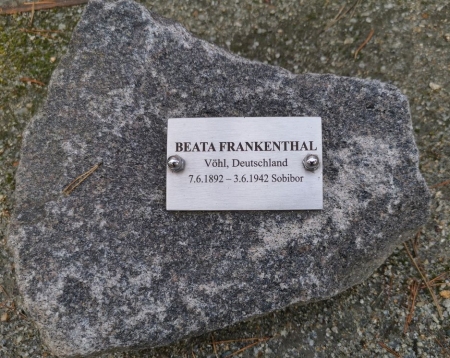 BEATA FRANKENTHAL
Vöhl, Deutschland
7.6.1892 – 3.6.1942 Sobibor